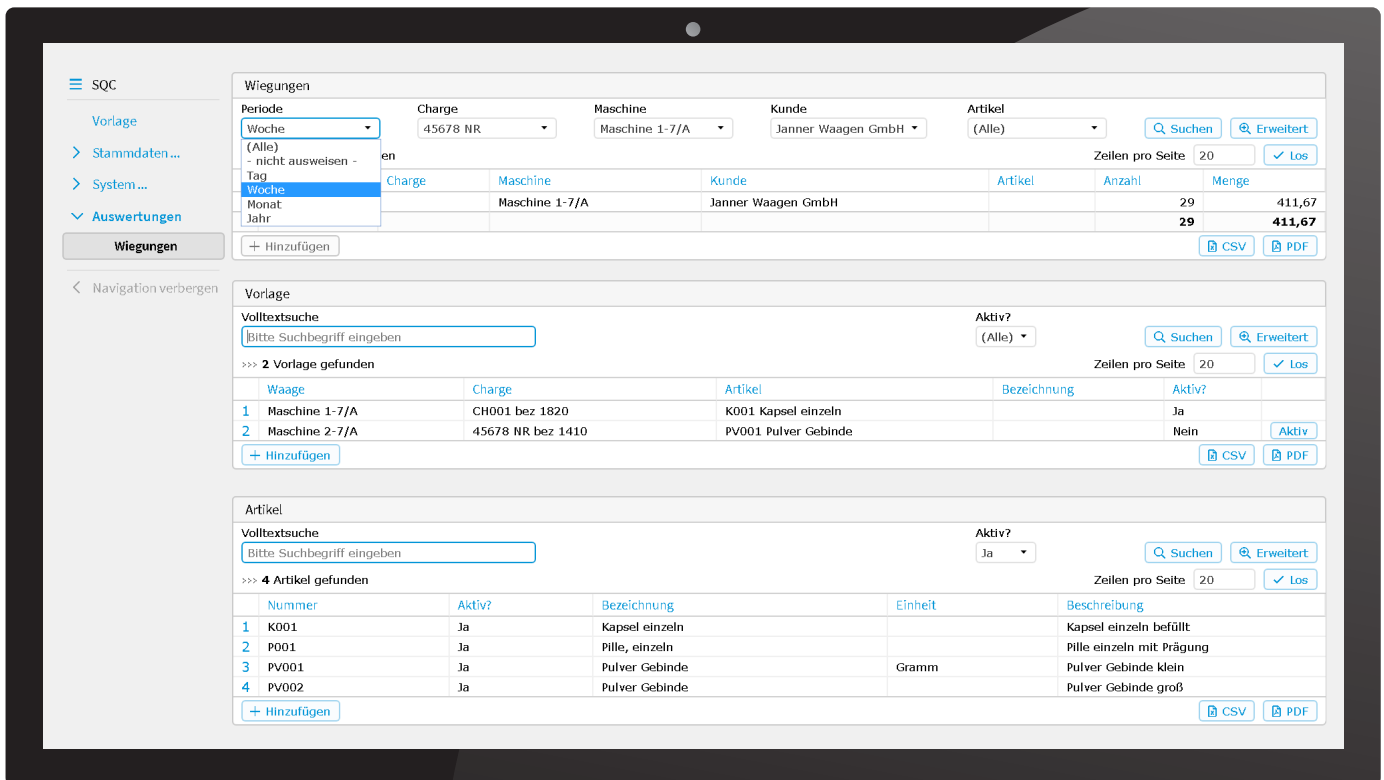 SQC
Vorlage
Stammdaten ...
System ...
Auswertungen
Wiegungen
Navigation verbergen
Wiegungen
Periode Charge Maschine Kunde Artikel
Woche 45678 NR Maschine 1-7/A Janner Waagen GmbH (Alle) Suchen Erweitert
(Alle)
- nicht ausweisen -
Tag
Woche
Monat
Jahr
en Zeilen pro Seite 20 Los
Charge Maschine Kunde Artikel Anzahl Menge
Maschine 1-7/A Janner Waagen GmbH 29 411,67
29 411,67
+ Hinzufügen CSV PDF
Vorlage
Volltextsuche Aktiv?
Bitte Suchbegriff eingeben (Alle) Suchen Erweitert
>>> 2 Vorlage gefunden Zeilen pro Seite 20 Los
Waage Charge Artikel Bezeichnung Aktiv?
1 Maschine 1-7/A CH001 bez 1820 K001 Kapsel einzeln Ja
2 Maschine 2-7/A 45678 NR bez 1410 PV001 Pulver Gebinde Nein Aktiv
+ Hinzufügen CSV PDF
Artikel
Volltextsuche Aktiv?
Bitte Suchbegriff eingeben Ja Suchen Erweitert
>>> 4 Artikel gefunden Zeilen pro Seite 20 Los
Nummer Aktiv? Bezeichnung Einheit Beschreibung
1 K001 Ja Kapsel einzeln Kapsel einzeln befüllt
2 P001 Ja Pille, einzeln Pille einzeln mit Prägung
3 PV001 Ja Pulver Gebinde Gramm Pulver Gebinde klein
4 PV002 Ja Pulver Gebinde Pulver Gebinde groß
+ Hinzufügen CSV PDF